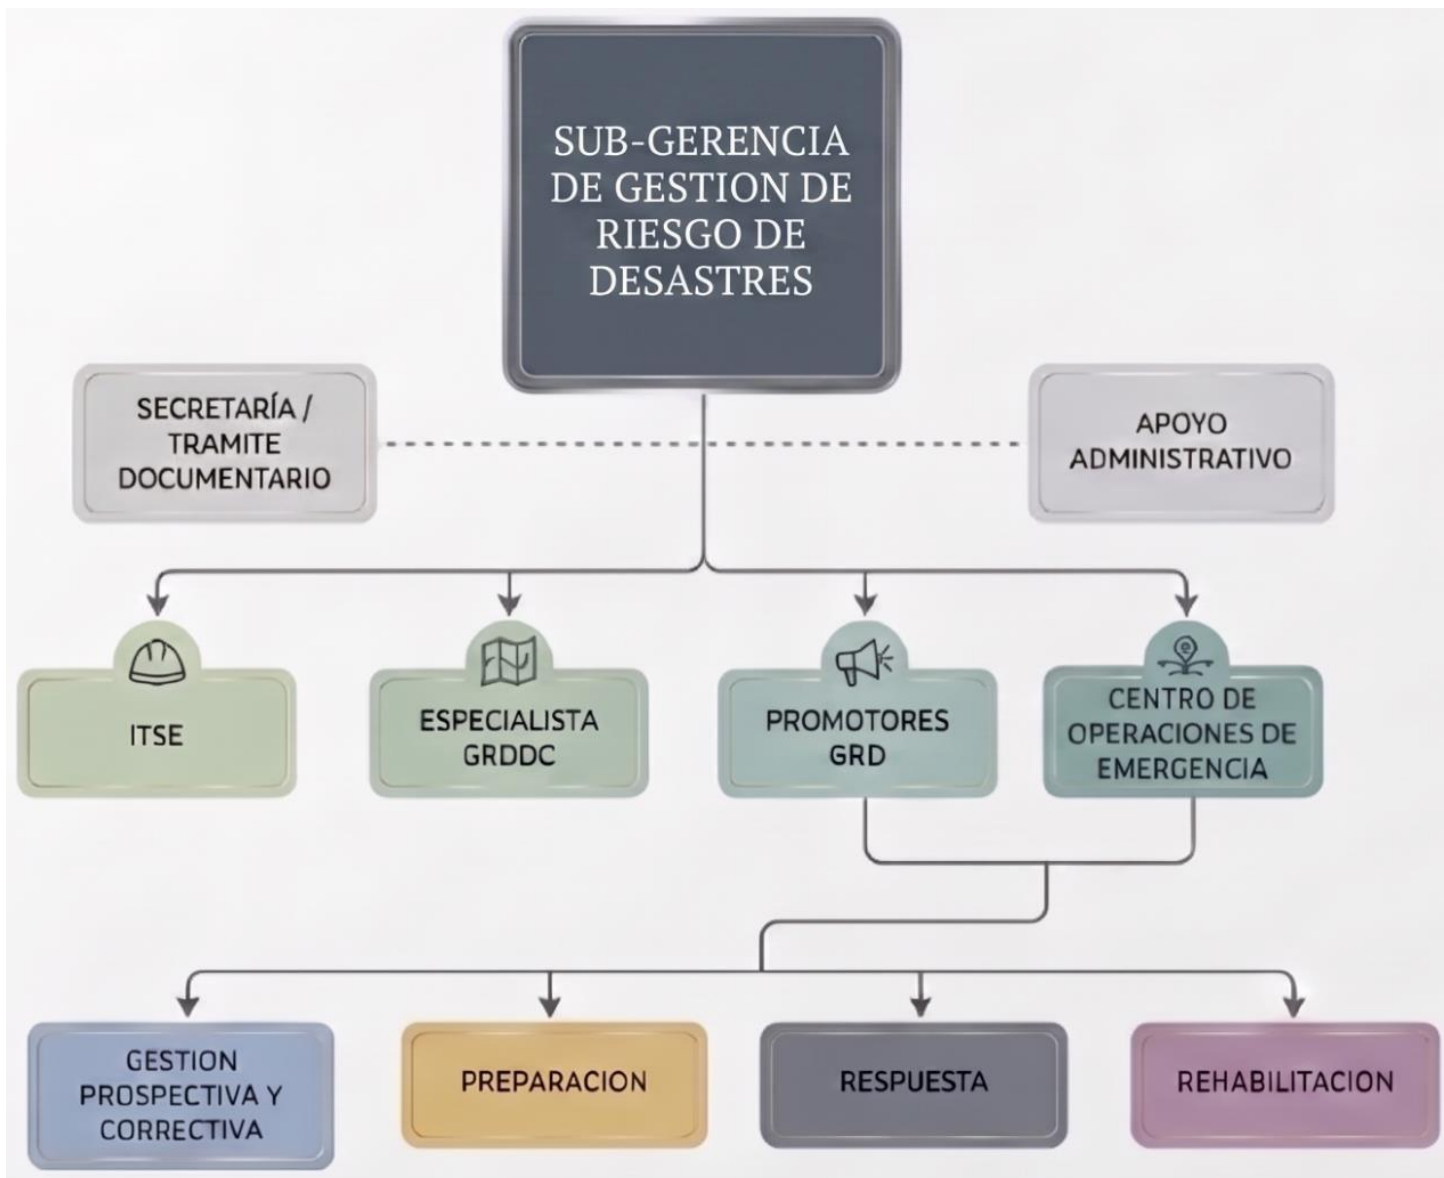 SUB-GERENCIA
DE GESTION DE
RIESGO DE
DESASTRES
SECRETARÍA /
TRAMITE
DOCUMENTARIO
APOYO
ADMINISTRATIVO
ITSE
ESPECIALISTA
GRDDC
PROMOTORES
GRD
CENTRO DE
OPERACIONES DE
EMERGENCIA
GESTION
PROSPECTIVA Y
CORRECTIVA
PREPARACION
RESPUESTA
REHABILITACION